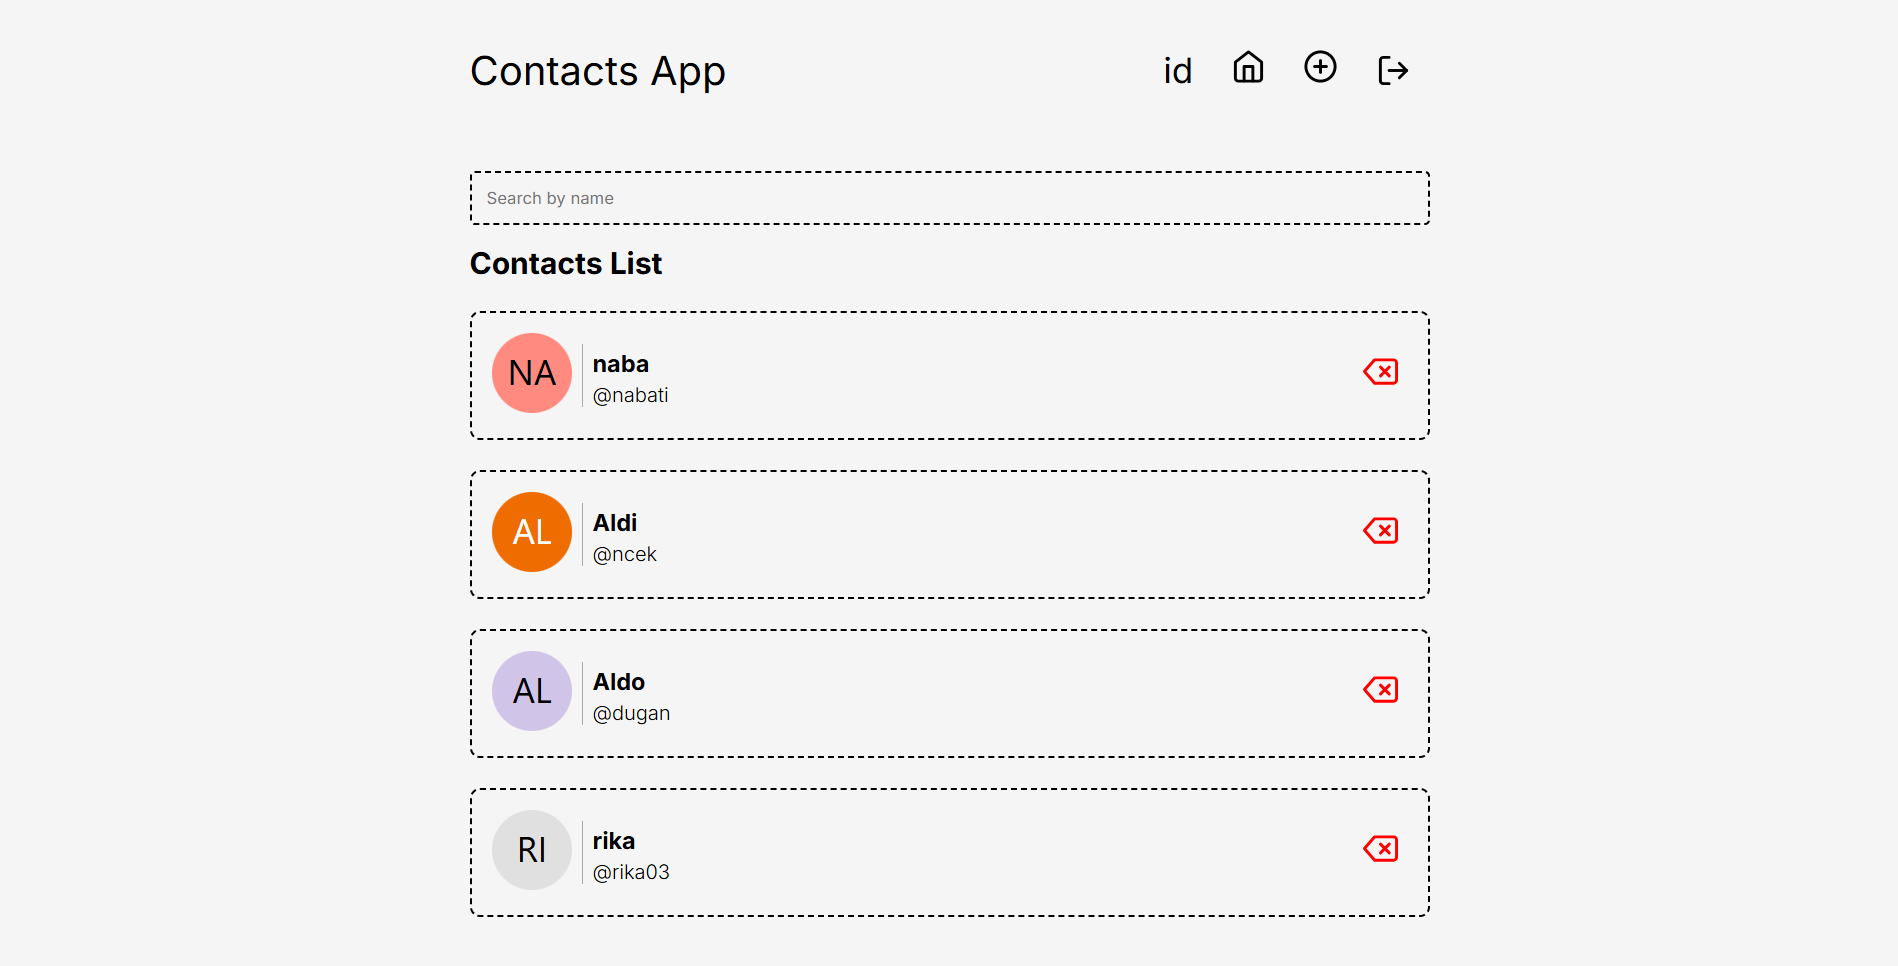 Contacts App id
Search by name
Contacts List
NA
naba
@nabati
AL
Aldi
@ncek
AL
Aldo
@dugan
RI
rika
@rika03